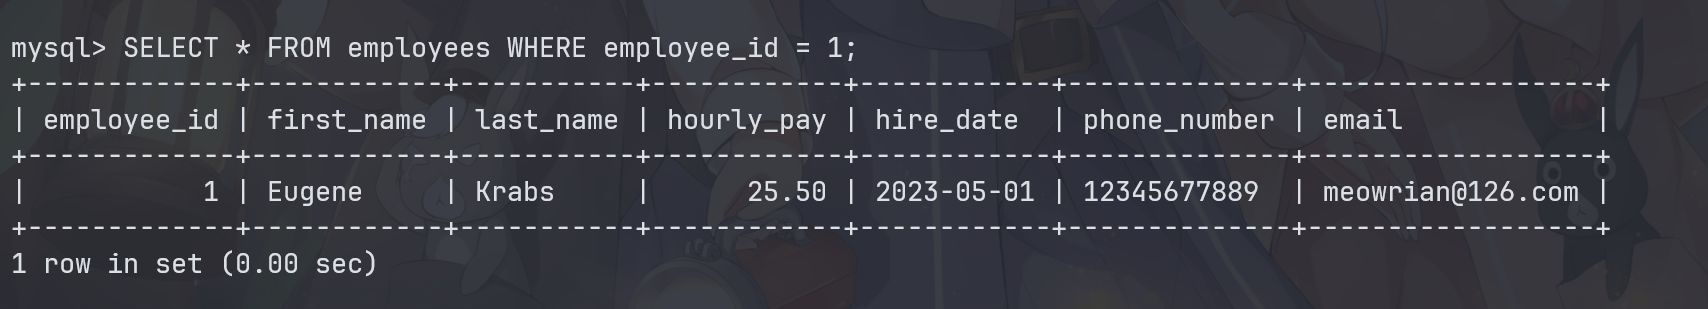 mysql> SELECT * FROM employees WHERE employee_id = 1;
+-------------+------------+-----------+------------+------------+--------------+------------------+
| employee_id | first_name | last_name | hourly_pay | hire_date  | phone_number | email            |
+-------------+------------+-----------+------------+------------+--------------+------------------+
|           1 | Eugene     | Krabs     |      25.50 | 2023-05-01 | 12345677889  | meowrian@126.com |
+-------------+------------+-----------+------------+------------+--------------+------------------+
1 row in set (0.00 sec)